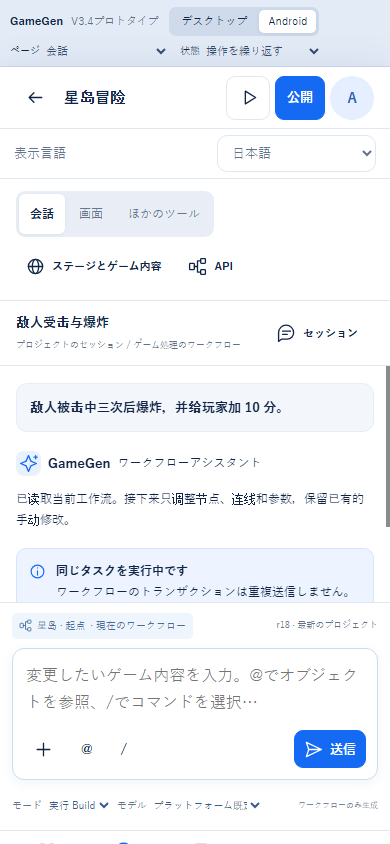 GameGen V3.4プロトタイプ デスクトップ Android
ページ 会話 状態 操作を繰り返す
星岛冒险 公開 A
表示言語 日本語
会話 画面 ほかのツール
ステージとゲーム内容 API
敌人受击与爆炸
プロジェクトのセッション / ゲーム処理のワークフロー
セッション
敌人被击中三次后爆炸，并给玩家加 10 分。
GameGen ワークフローアシスタント
已读取当前工作流。接下来只调整节点、连线和参数，保留已有的
手动修改。
同じタスクを実行中です
ワークフローのトランザクションは重複送信しません。
星岛 · 起点 · 現在のワークフロー r18 · 最新のプロジェクト
変更したいゲーム内容を入力。@でオブジェク
トを参照、/でコマンドを選択…
@ / 送信
モード 実行 Build モデル プラットフォーム既定 ワークフローのみ生成